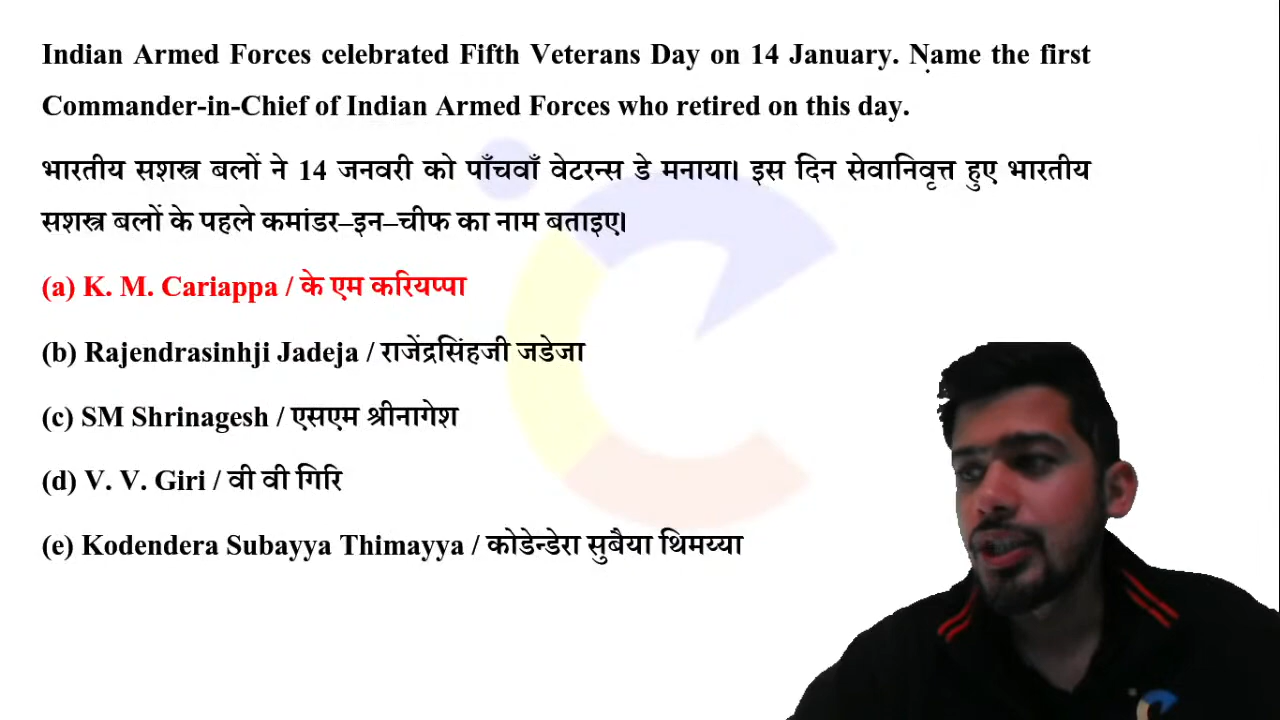 Indian Armed Forces celebrated Fifth Veterans Day on 14 January. Name the first
Commander-in-Chief of Indian Armed Forces who retired on this day.
भारतीय सशस्त्र बलों ने 14 जनवरी को पाँचवाँ वेटरन्स डे मनाया। इस दिन सेवानिवृत्त हुए भारतीय
सशस्त्र बलों के पहले कमांडर–इन–चीफ का नाम बताइए।
(a) K. M. Cariappa / के एम करियप्पा
(b) Rajendrasinhji Jadeja / राजेंद्रसिंहजी जडेजा
(c) SM Shrinagesh / एसएम श्रीनागेश
(d) V. V. Giri / वी वी गिरि
(e) Kodendera Subayya Thimayya / कोडेन्डेरा सुबैया थिमय्या